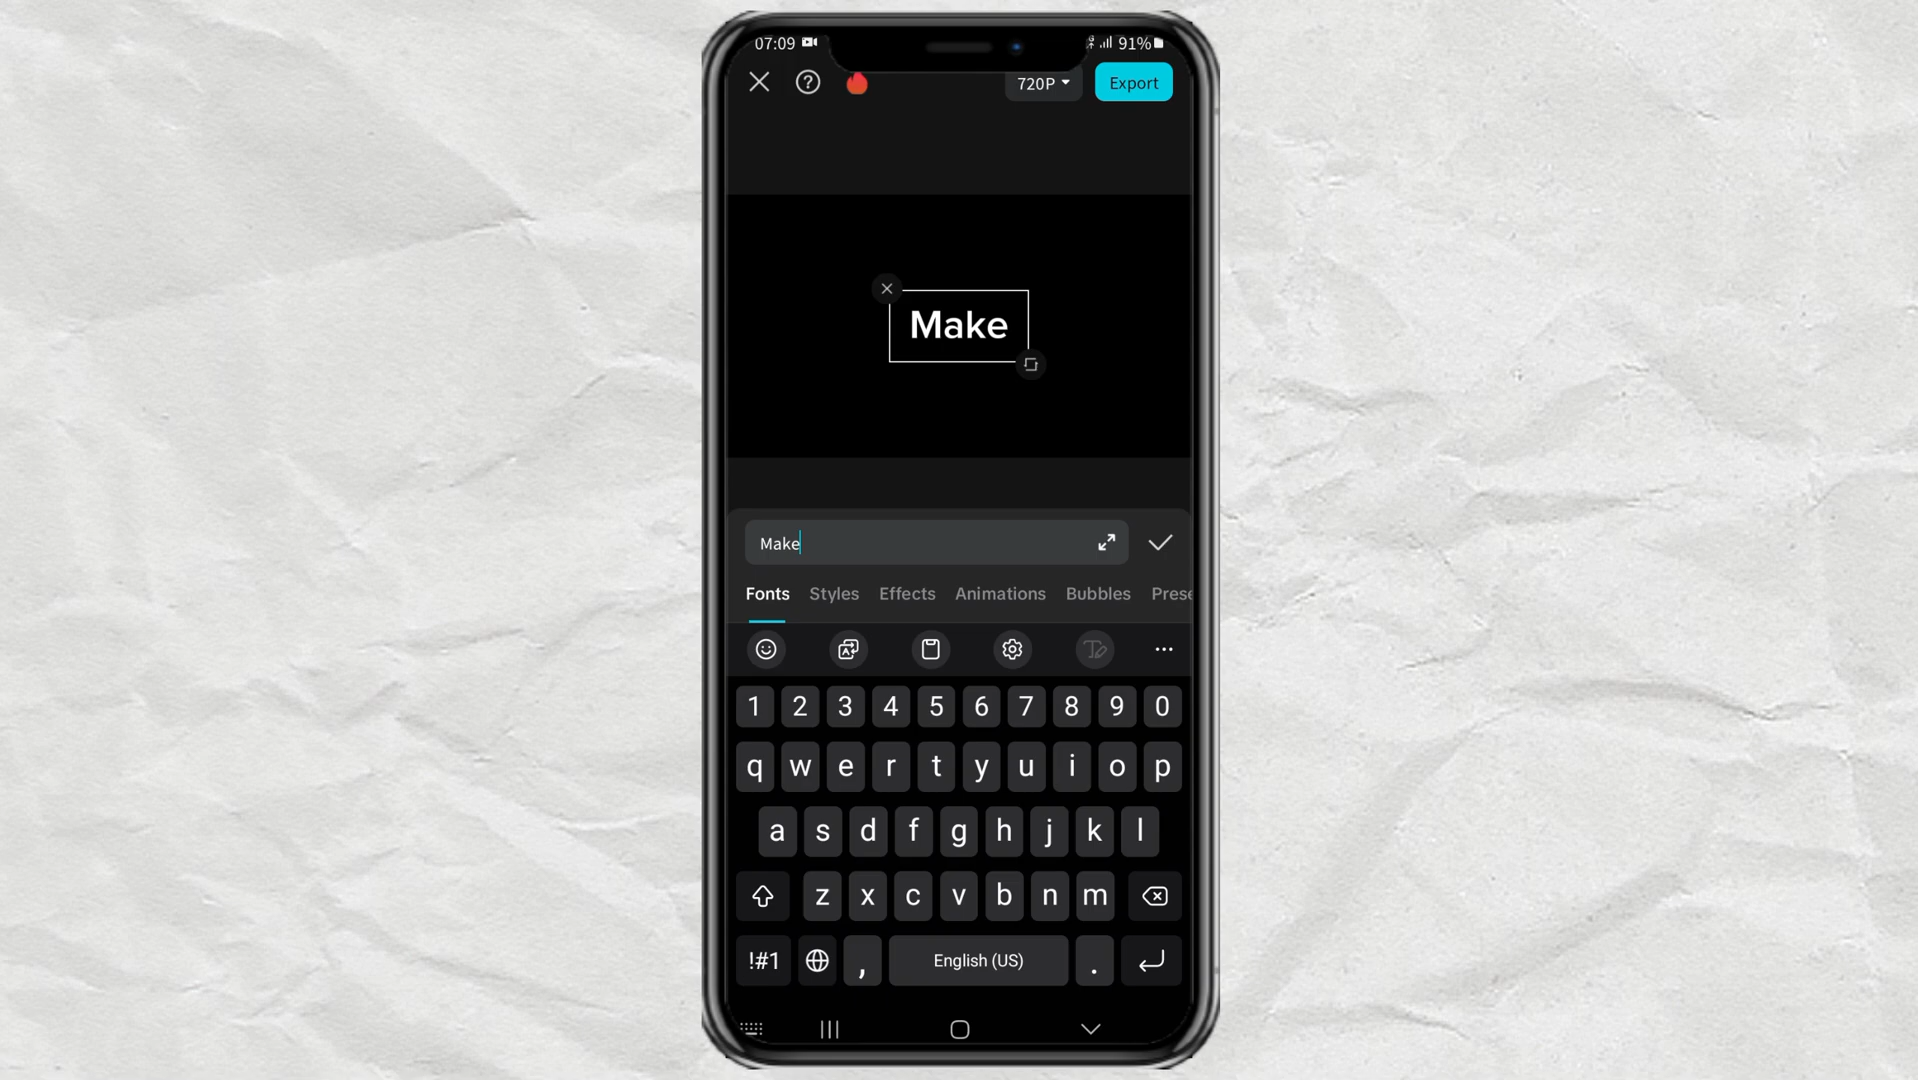 07:09 91%
720P Export
Make
Make
Fonts Styles Effects Animations Bubbles Prese
1 2 3 4 5 6 7 8 9 0
q w e r t y u i o p
a s d f g h j k l
z x c v b n m
!#1 , English (US) .